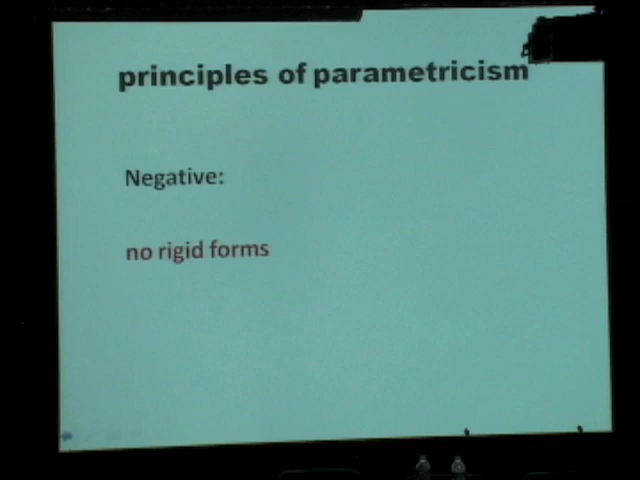 principles of parametricism
Negative:
no rigid forms